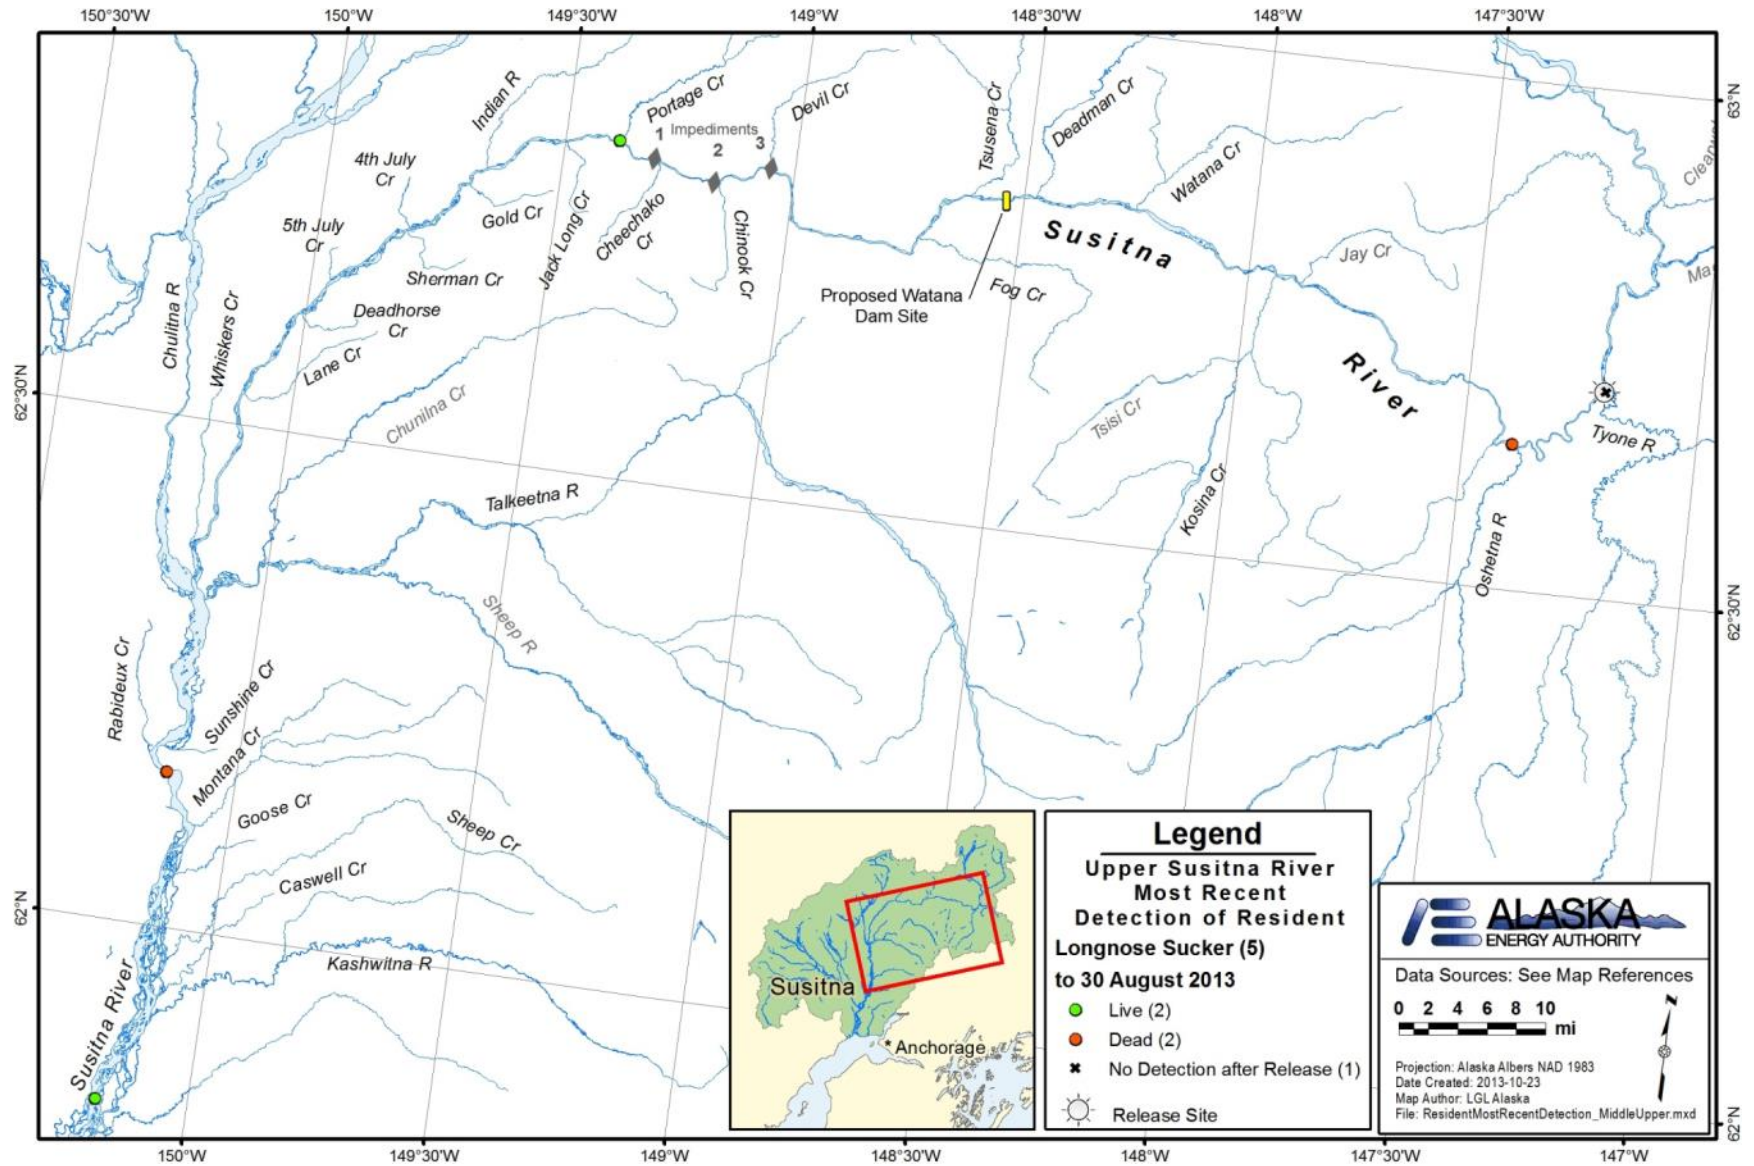 150°30'W
150°W
149°30'W
149°W
148°30'W
148°W
147°30'W
63°N
62°30'N
62°N
62°30'N
62°N
150°W
149°30'W
149°W
148°30'W
148°W
147°30'W
147°W
Indian R
Portage Cr
Devil Cr
Tsusena Cr
Deadman Cr
Watana Cr
1 Impediments
2
3
4th July
Cr
5th July
Cr
Gold Cr
Jack Long Cr
Cheechako
Cr
Chinook Cr
Sherman Cr
Deadhorse
Cr
Lane Cr
Chulitna R
Whiskers Cr
Chunilna Cr
Talkeetna R
Sheep R
Proposed Watana
Dam Site
Fog Cr
Susitna
River
Jay Cr
Tsisi Cr
Kosina Cr
Oshetna R
Tyone R
Rabideux Cr
Sunshine Cr
Montana Cr
Goose Cr
Sheep Cr
Caswell Cr
Kashwitna R
Susitna River
Susitna
Anchorage
Legend
Upper Susitna River
Most Recent
Detection of Resident
Longnose Sucker (5)
to 30 August 2013
Live (2)
Dead (2)
No Detection after Release (1)
Release Site
ALASKA
ENERGY AUTHORITY
Data Sources: See Map References
0 2 4 6 8 10
mi
N
Projection: Alaska Albers NAD 1983
Date Created: 2013-10-23
Map Author: LGL Alaska
File: ResidentMostRecentDetection_MiddleUpper.mxd